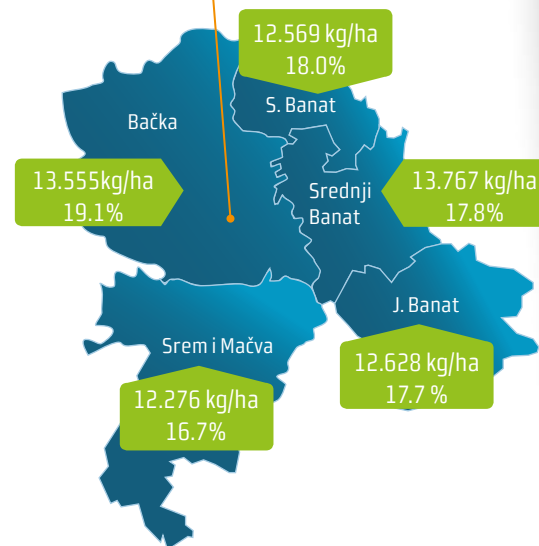 12.569 kg/ha
18.0%
S. Banat
Bačka
13.555kg/ha
19.1%
Srednji
Banat
13.767 kg/ha
17.8%
J. Banat
12.628 kg/ha
17.7 %
Srem i Mačva
12.276 kg/ha
16.7%